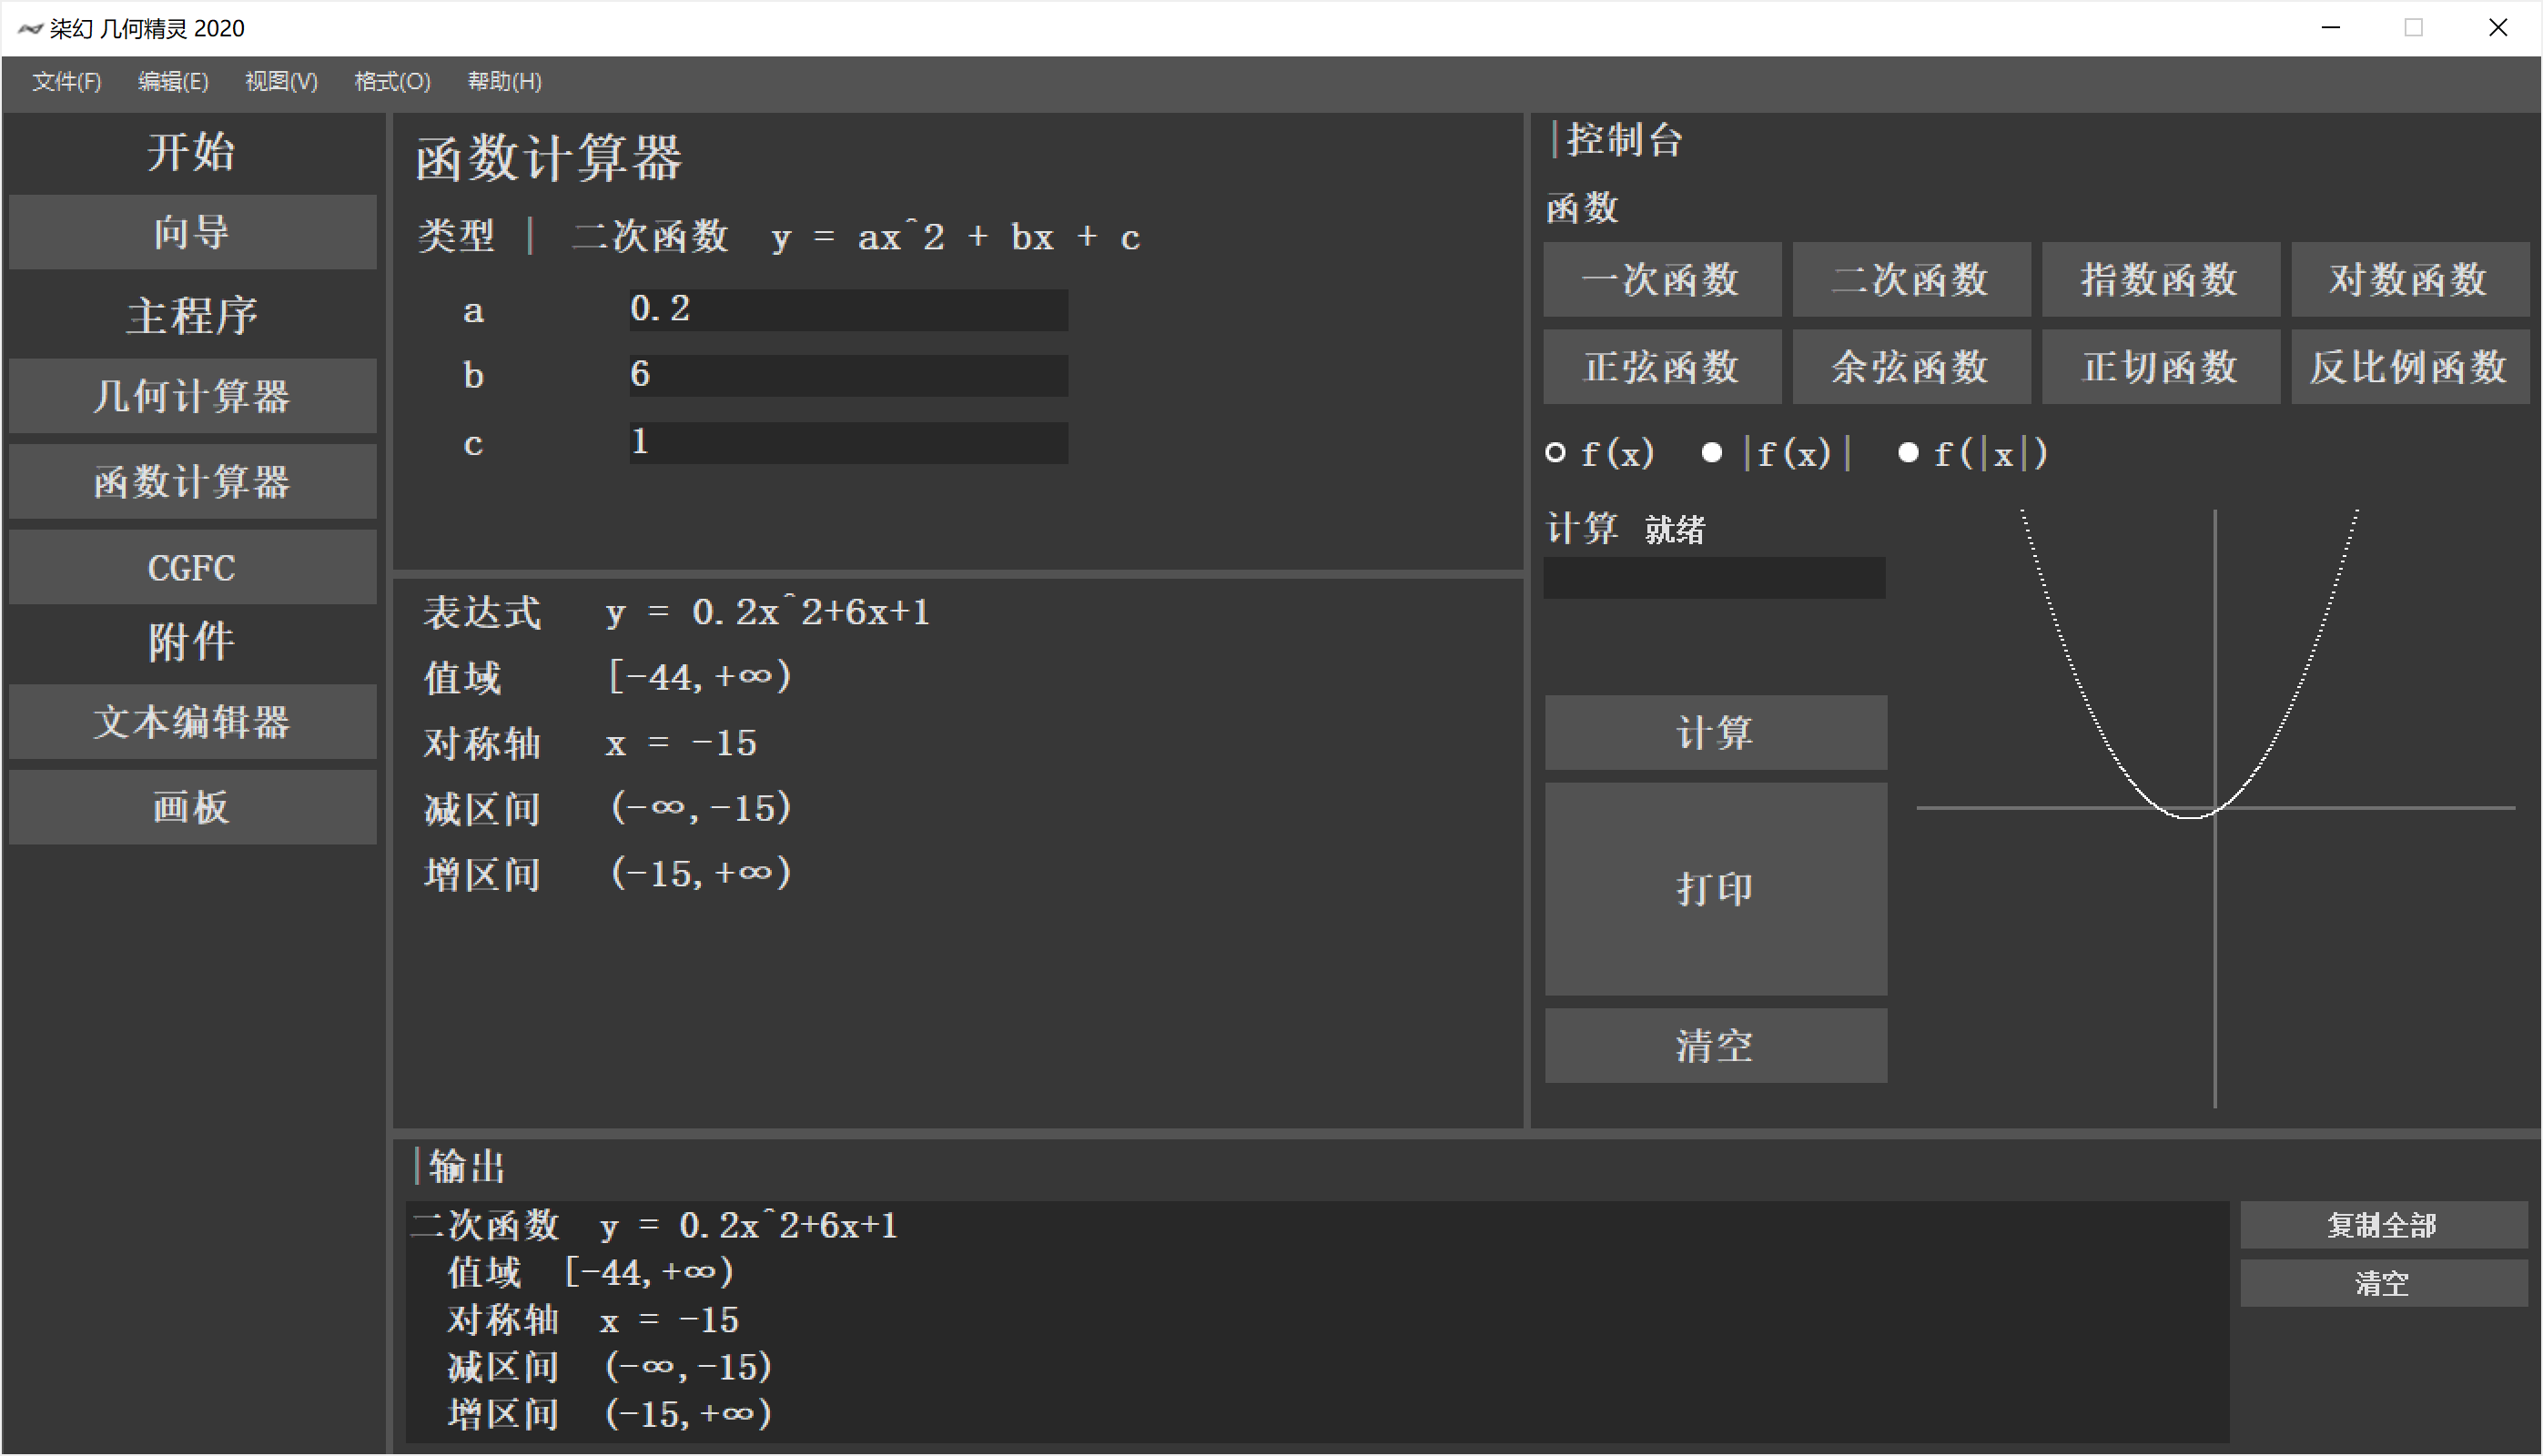 柒幻 几何精灵 2020
文件(F) 编辑(E) 视图(V) 格式(O) 帮助(H)
开始
向导
主程序
几何计算器
函数计算器
CGFC
附件
文本编辑器
画板
函数计算器
类型 | 二次函数 y = ax^2 + bx + c
a 0.2
b 6
c 1
表达式 y = 0.2x^2+6x+1
值域 [-44,+∞)
对称轴 x = -15
减区间 (-∞,-15)
增区间 (-15,+∞)
|控制台
函数
一次函数 二次函数 指数函数 对数函数
正弦函数 余弦函数 正切函数 反比例函数
f(x) |f(x)| f(|x|)
计算 就绪
计算
打印
清空
|输出
二次函数 y = 0.2x^2+6x+1
值域 [-44,+∞)
对称轴 x = -15
减区间 (-∞,-15)
增区间 (-15,+∞)
复制全部
清空